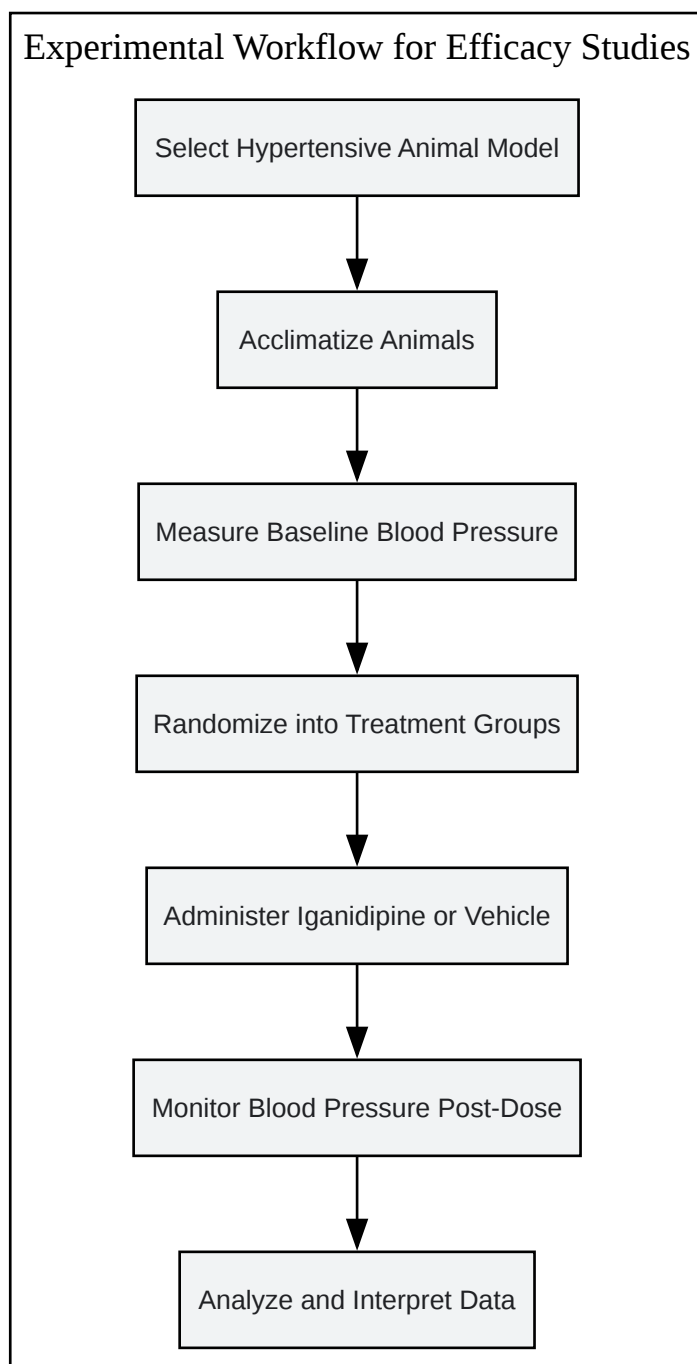 Experimental Workflow for Efficacy Studies
Select Hypertensive Animal Model
Acclimatize Animals
Measure Baseline Blood Pressure
Randomize into Treatment Groups
Administer Iganidipine or Vehicle
Monitor Blood Pressure Post-Dose
Analyze and Interpret Data